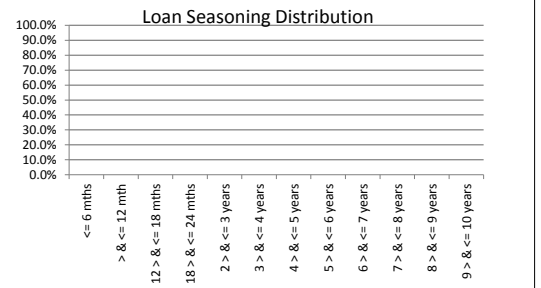 Loan Seasoning Distribution
100.0%
90.0%
80.0%
70.0%
60.0%
50.0%
40.0%
30.0%
20.0%
10.0%
0.0%
<= 6 mths
> & <= 12 mth
12 > & <= 18 mths
18 > & <= 24 mths
2 > & <= 3 years
3 > & <= 4 years
4 > & <= 5 years
5 > & <= 6 years
6 > & <= 7 years
7 > & <= 8 years
8 > & <= 9 years
9 > & <= 10 years